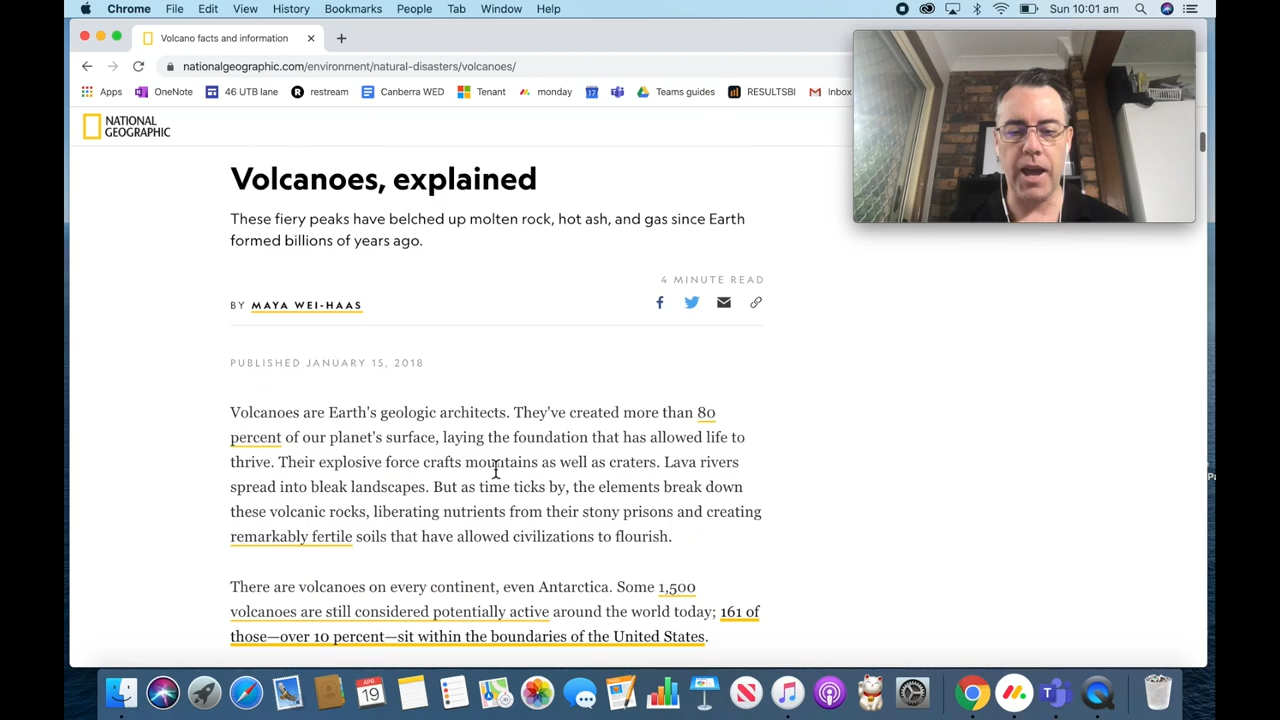 Chrome File Edit View History Bookmarks People Tab Window Help Sun 10:01 am
Volcano facts and information
nationalgeographic.com/environment/natural-disasters/volcanoes/
Apps OneNote 46 UTB lane restream Canberra WED Tenant monday 17 Teams guides RESULTSBI Inbox
NATIONAL
GEOGRAPHIC
Volcanoes, explained
These fiery peaks have belched up molten rock, hot ash, and gas since Earth
formed billions of years ago.
4 MINUTE READ
BY MAYA WEI-HAAS
PUBLISHED JANUARY 15, 2018
Volcanoes are Earth's geologic architects. They've created more than 80
percent of our planet's surface, laying the foundation that has allowed life to
thrive. Their explosive force crafts mountains as well as craters. Lava rivers
spread into bleak landscapes. But as time ticks by, the elements break down
these volcanic rocks, liberating nutrients from their stony prisons and creating
remarkably fertile soils that have allowed civilizations to flourish.
There are volcanoes on every continent, even Antarctica. Some 1,500
volcanoes are still considered potentially active around the world today; 161 of
those—over 10 percent—sit within the boundaries of the United States.
APR
19